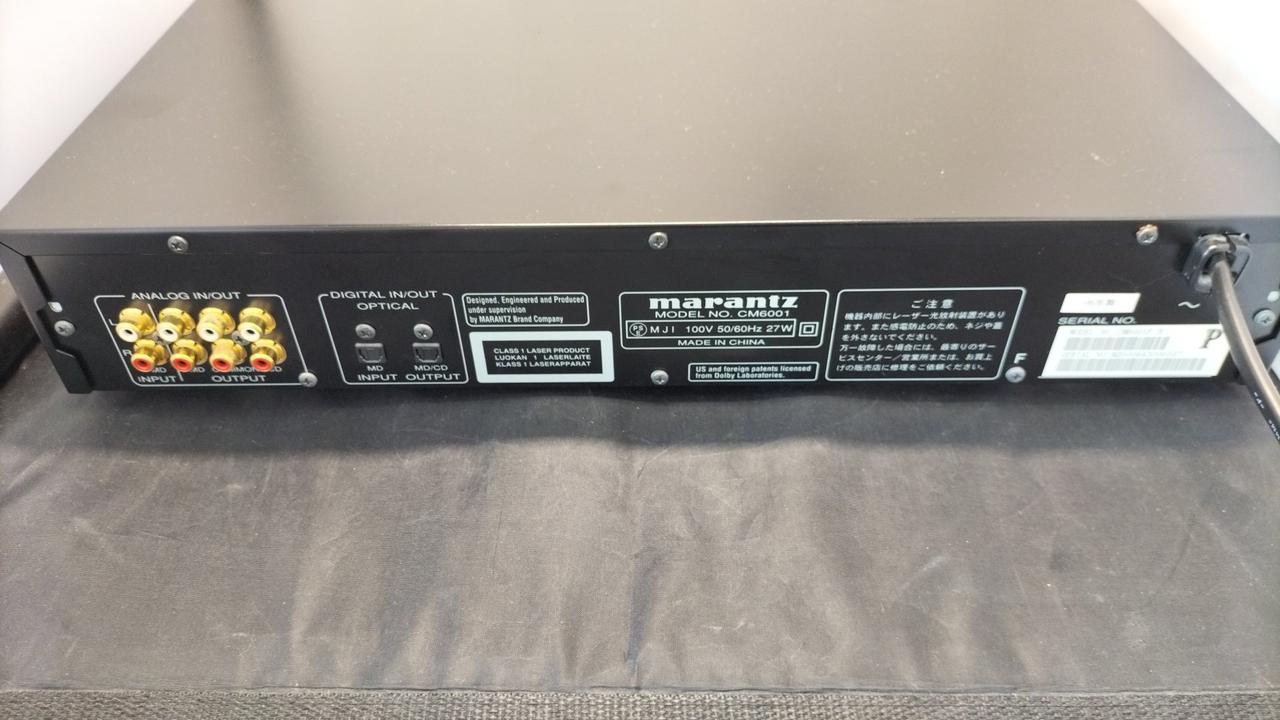 ANALOG IN/OUT
L
R
MD
MD
COMMON
CD
INPUT
OUTPUT
DIGITAL IN/OUT
OPTICAL
MD
MD/CD
INPUT
OUTPUT
Designed, Engineered and Produced
under supervision
by MARANTZ Brand Company
CLASS 1 LASER PRODUCT
LUOKAN 1 LASERLAITE
KLASS 1 LASERAPPARAT
marantz
MODEL NO. CM6001
PS
E
MJI 100V 50/60Hz 27W
MADE IN CHINA
US and foreign patents licensed
from Dolby Laboratories.
ご注意
機器内部にレーザー光放射装置があり
ます。また感電防止のため、ネジや蓋
を外さないでください。
万一故障した場合には、最寄りのサー
ビスセンター/営業所または、お買上
げの販売店に修理をご依頼ください。
F
~
SERIAL NO.
P